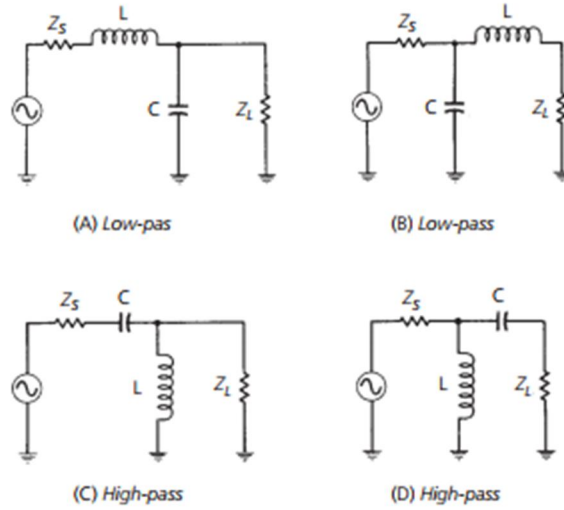 L
Z_S
C
Z_L
(A) Low-pas
L
Z_S
C
Z_L
(B) Low-pass
Z_S
C
L
Z_L
(C) High-pass
Z_S
C
L
Z_L
(D) High-pass